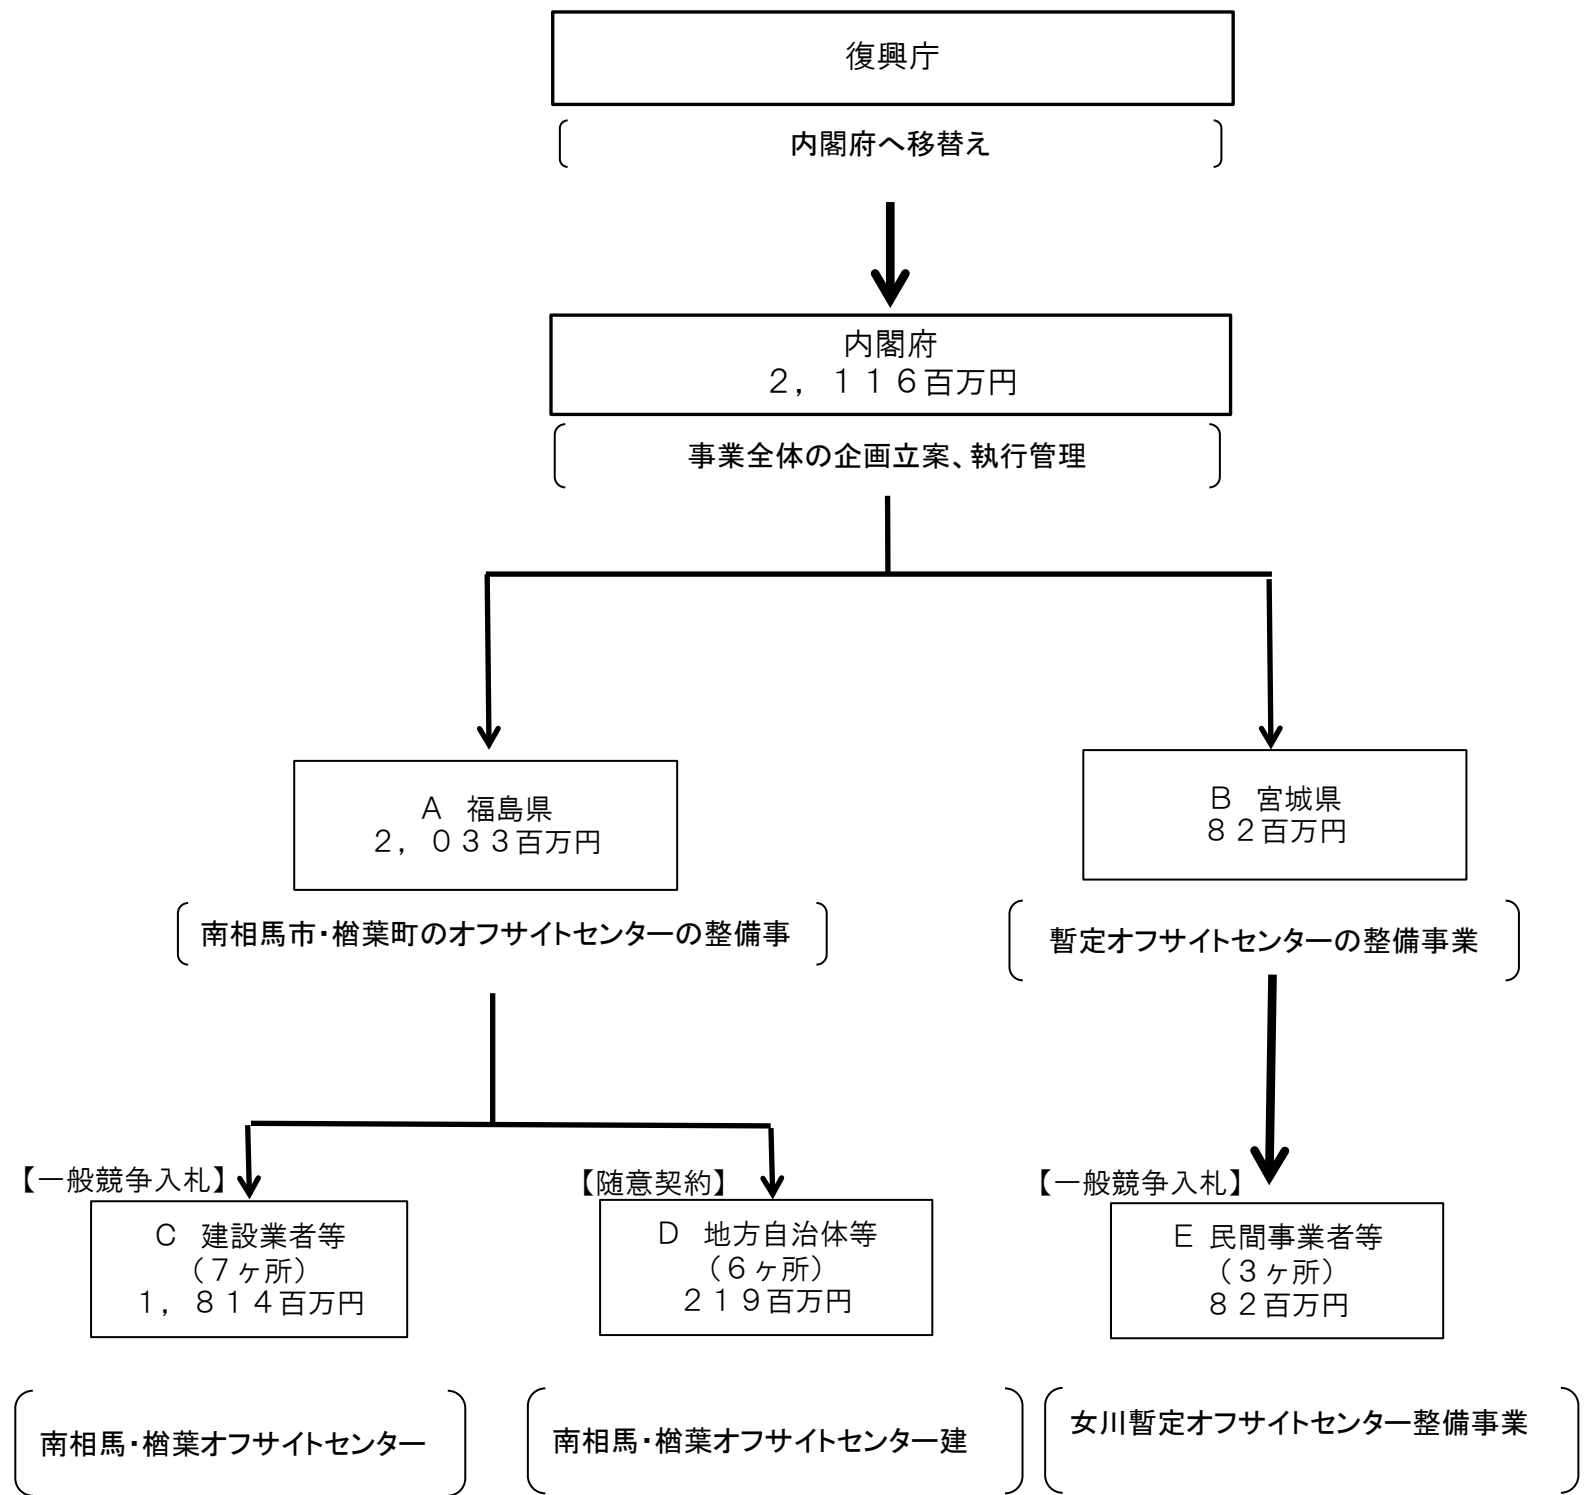 復興庁
内閣府へ移替え
内閣府
２，１１６百万円
事業全体の企画立案、執行管理
Ａ　福島県
２，０３３百万円
Ｂ　宮城県
８２百万円
南相馬市・楢葉町のオフサイトセンターの整備事
暫定オフサイトセンターの整備事業
【一般競争入札】
【随意契約】
【一般競争入札】
Ｃ　建設業者等
（７ヶ所）
１，８１４百万円
Ｄ　地方自治体等
（６ヶ所）
２１９百万円
Ｅ 民間事業者等
（３ヶ所）
８２百万円
南相馬・楢葉オフサイトセンター
南相馬・楢葉オフサイトセンター建
女川暫定オフサイトセンター整備事業